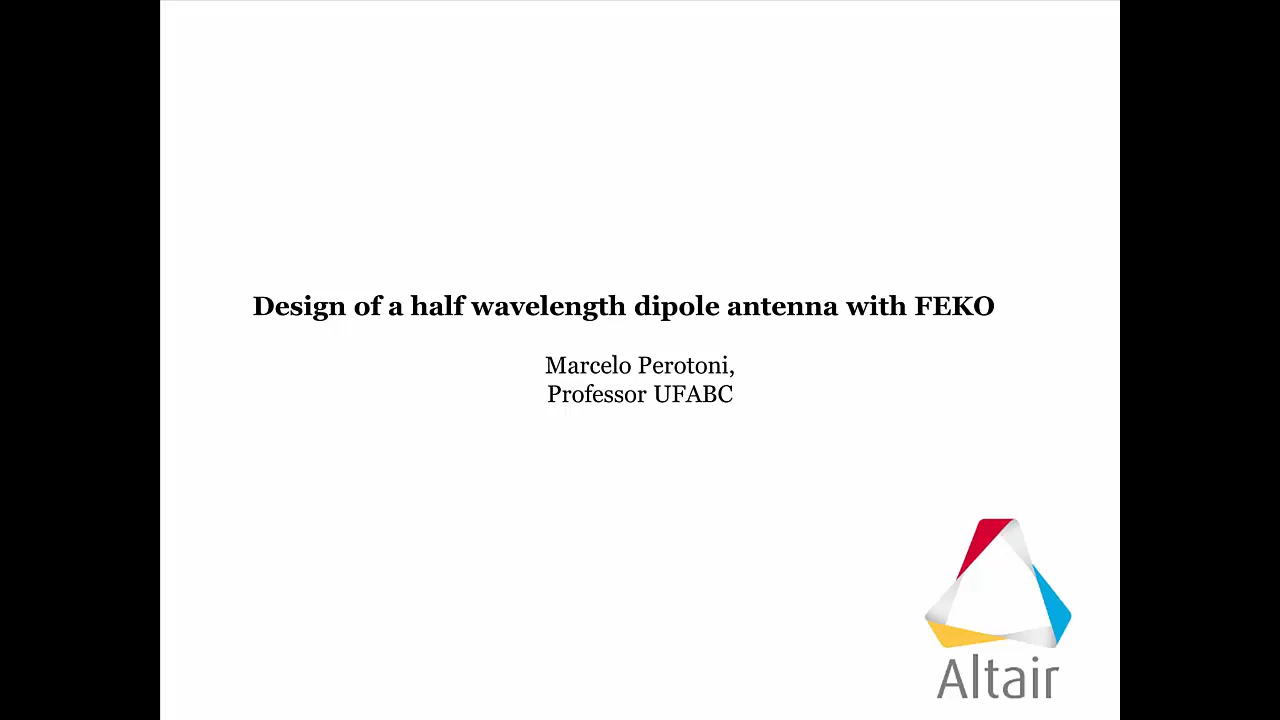 Design of a half wavelength dipole antenna with FEKO
Marcelo Perotoni,
Professor UFABC
Altair